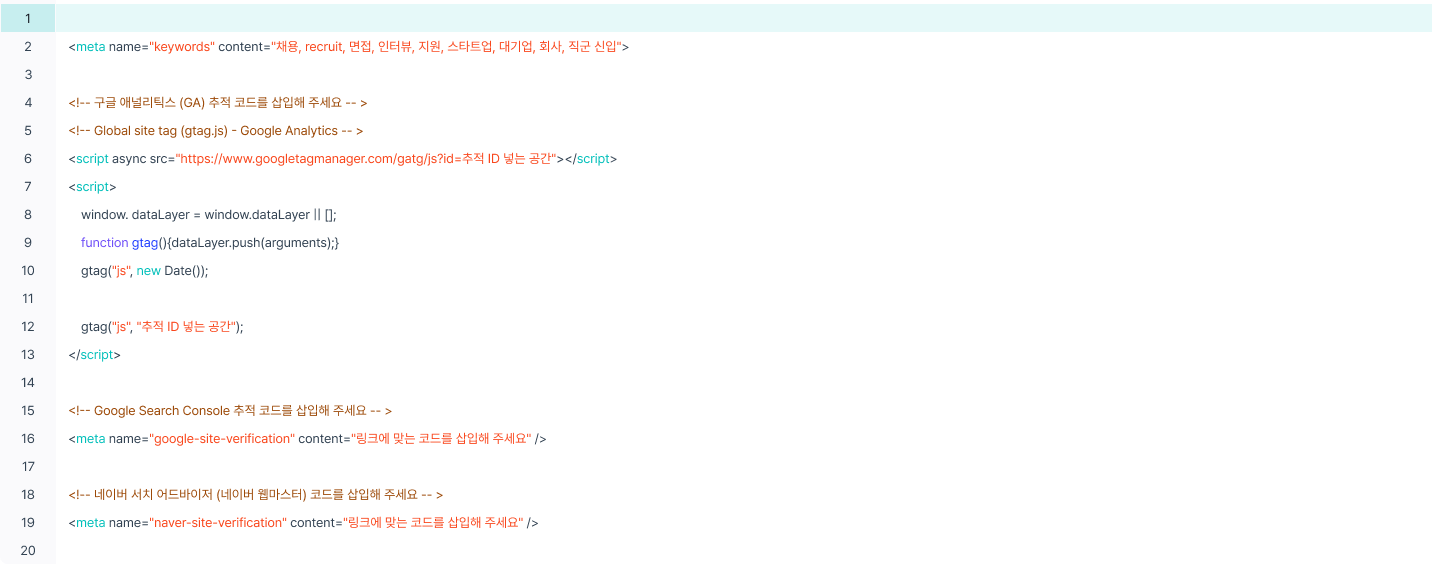 1
2 <meta name="keywords" content="채용, recruit, 면접, 인터뷰, 지원, 스타트업, 대기업, 회사, 직군 신입">
3
4 <!-- 구글 애널리틱스 (GA) 추적 코드를 삽입해 주세요 -- >
5 <!-- Global site tag (gtag.js) - Google Analytics -- >
6 <script async src="https://www.googletagmanager.com/gatg/js?id=추적 ID 넣는 공간"></script>
7 <script>
8 window. dataLayer = window.dataLayer || [];
9 function gtag(){dataLayer.push(arguments);}
10 gtag("js", new Date());
11
12 gtag("js", "추적 ID 넣는 공간");
13 </script>
14
15 <!-- Google Search Console 추적 코드를 삽입해 주세요 -- >
16 <meta name="google-site-verification" content="링크에 맞는 코드를 삽입해 주세요" />
17
18 <!-- 네이버 서치 어드바이저 (네이버 웹마스터) 코드를 삽입해 주세요 -- >
19 <meta name="naver-site-verification" content="링크에 맞는 코드를 삽입해 주세요" />
20